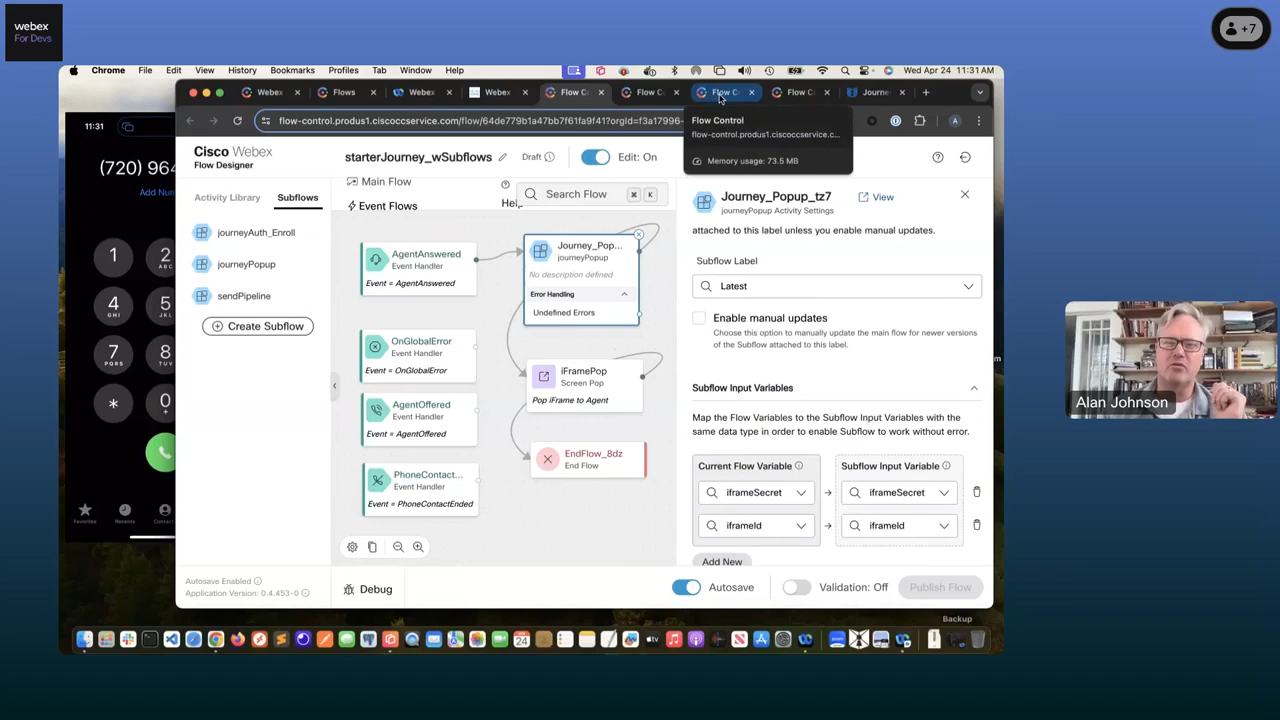 webex
For Devs
+7
Chrome File Edit View History Bookmarks Profiles Tab Window Help
Wed Apr 24 11:31AM
Webex
Flows
Webex
Webex
Flow C
Flow Co
Flow C
Flow Co
Journe
flow-control.produs1.ciscoccservice.com/flow/64de779b1a47bb7f61fa9f41?orgId=f3a17996-
Flow Control
flow-control.produs1.ciscoccservice.c...
Memory usage: 73.5 MB
11:31
(720) 964
Add Num
1
2
4
5
7
8
*
0
Favorites
Recents
Cisco Webex
Flow Designer
starterJourney_wSubflows
Draft
Edit: On
Activity Library
Subflows
journeyAuth_Enroll
journeyPopup
sendPipeline
Create Subflow
Main Flow
Event Flows
Search Flow
⌘
K
AgentAnswered
Event Handler
Event = AgentAnswered
OnGlobalError
Event Handler
Event = OnGlobalError
AgentOffered
Event Handler
Event = AgentOffered
PhoneContact...
Event Handler
Event = PhoneContactEnded
Journey_Pop...
journeyPopup
No description defined
Error Handling
Undefined Errors
iFramePop
Screen Pop
Pop iFrame to Agent
EndFlow_8dz
End Flow
Journey_Popup_tz7
View
journeyPopup Activity Settings
attached to this label unless you enable manual updates.
Subflow Label
Latest
Enable manual updates
Choose this option to manually update the main flow for newer versions
of the Subflow attached to this label.
Subflow Input Variables
Map the Flow Variables to the Subflow Input Variables with the
same data type in order to enable Subflow to work without error.
Current Flow Variable
Subflow Input Variable
iframeSecret
iframeSecret
iframeId
iframeId
Add New
Autosave Enabled
Application Version: 0.4.453-0
Debug
Autosave
Validation: Off
Publish Flow
Backup
Alan Johnson